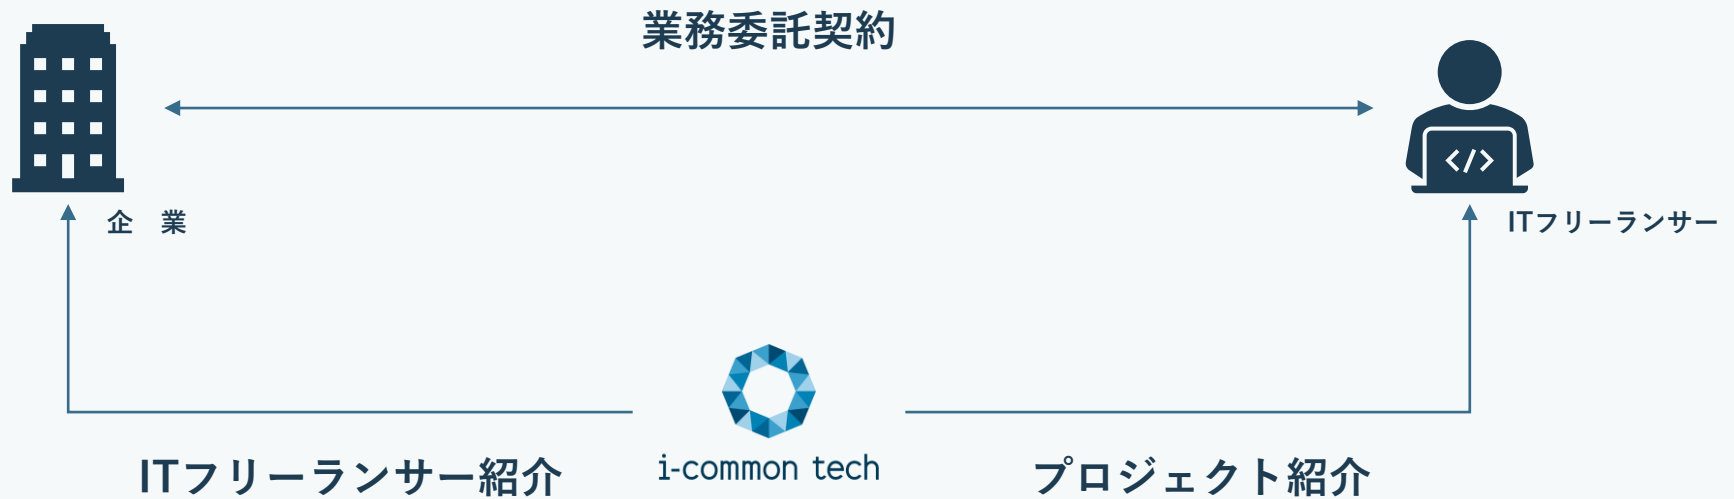 業務委託契約
</>
企　業
ITフリーランサー
i-common tech
ITフリーランサー紹介
プロジェクト紹介